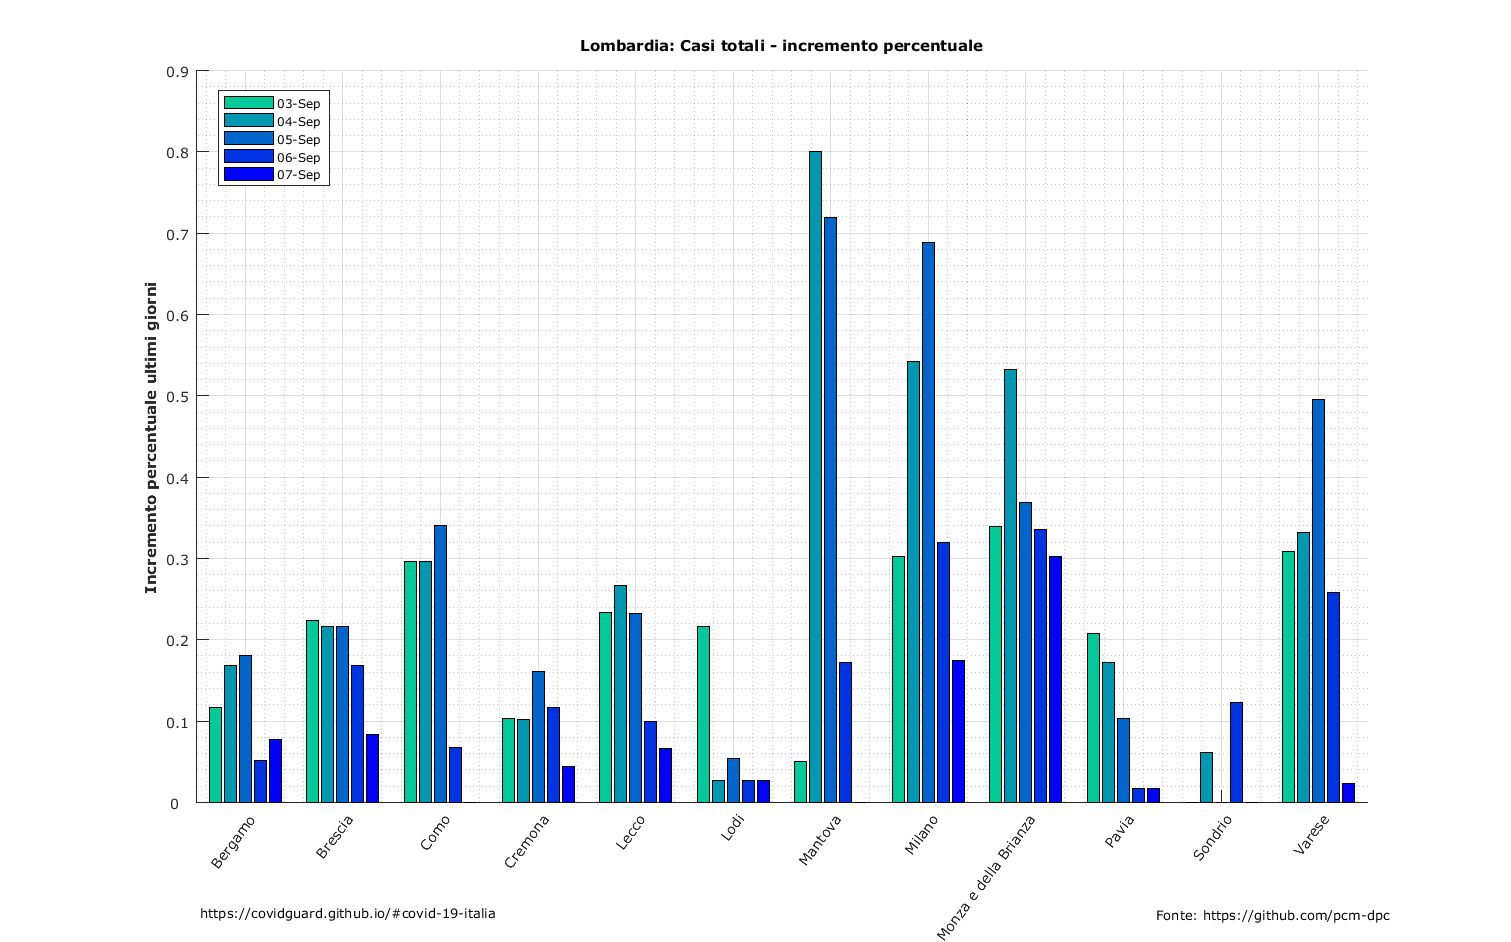 Lombardia: Casi totali - incremento percentuale
Incremento percentuale ultimi giorni
0.9
0.8
0.7
0.6
0.5
0.4
0.3
0.2
0.1
0
03-Sep
04-Sep
05-Sep
06-Sep
07-Sep
Bergamo
Brescia
Como
Cremona
Lecco
Lodi
Mantova
Milano
Monza e della Brianza
Pavia
Sondrio
Varese
https://covidguard.github.io/#covid-19-italia
Fonte: https://github.com/pcm-dpc